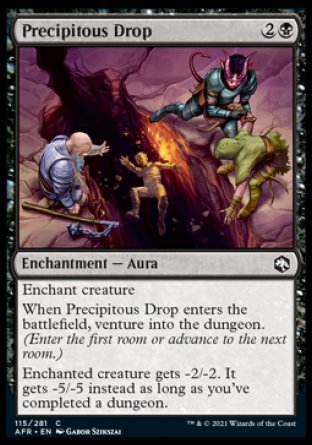 Precipitous Drop 2
Enchantment — Aura
Enchant creature
When Precipitous Drop enters the
battlefield, venture into the dungeon.
(Enter the first room or advance to the next
room.)
Enchanted creature gets -2/-2. It
gets -5/-5 instead as long as you've
completed a dungeon.
115/281 C
AFR • EN GABOR SZIKSZAI
™ & © 2021 Wizards of the Coast